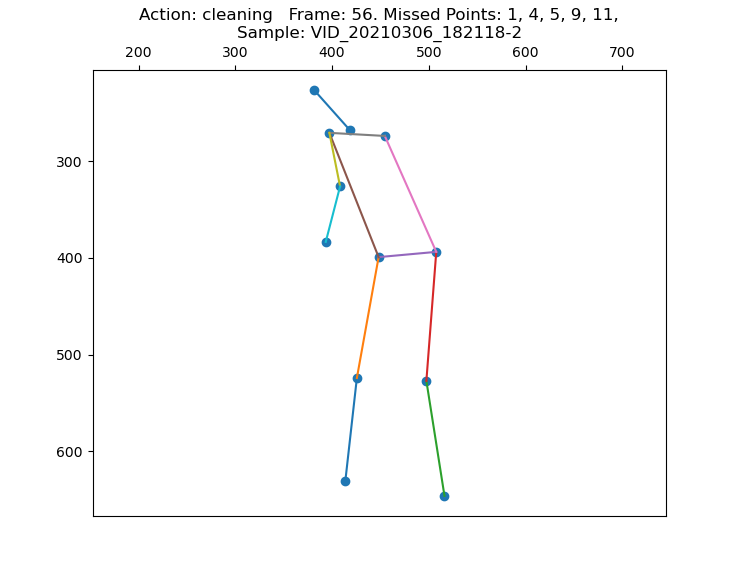 Action: cleaning   Frame: 56. Missed Points: 1, 4, 5, 9, 11,
Sample: VID_20210306_182118-2
200 300 400 500 600 700
300
400
500
600